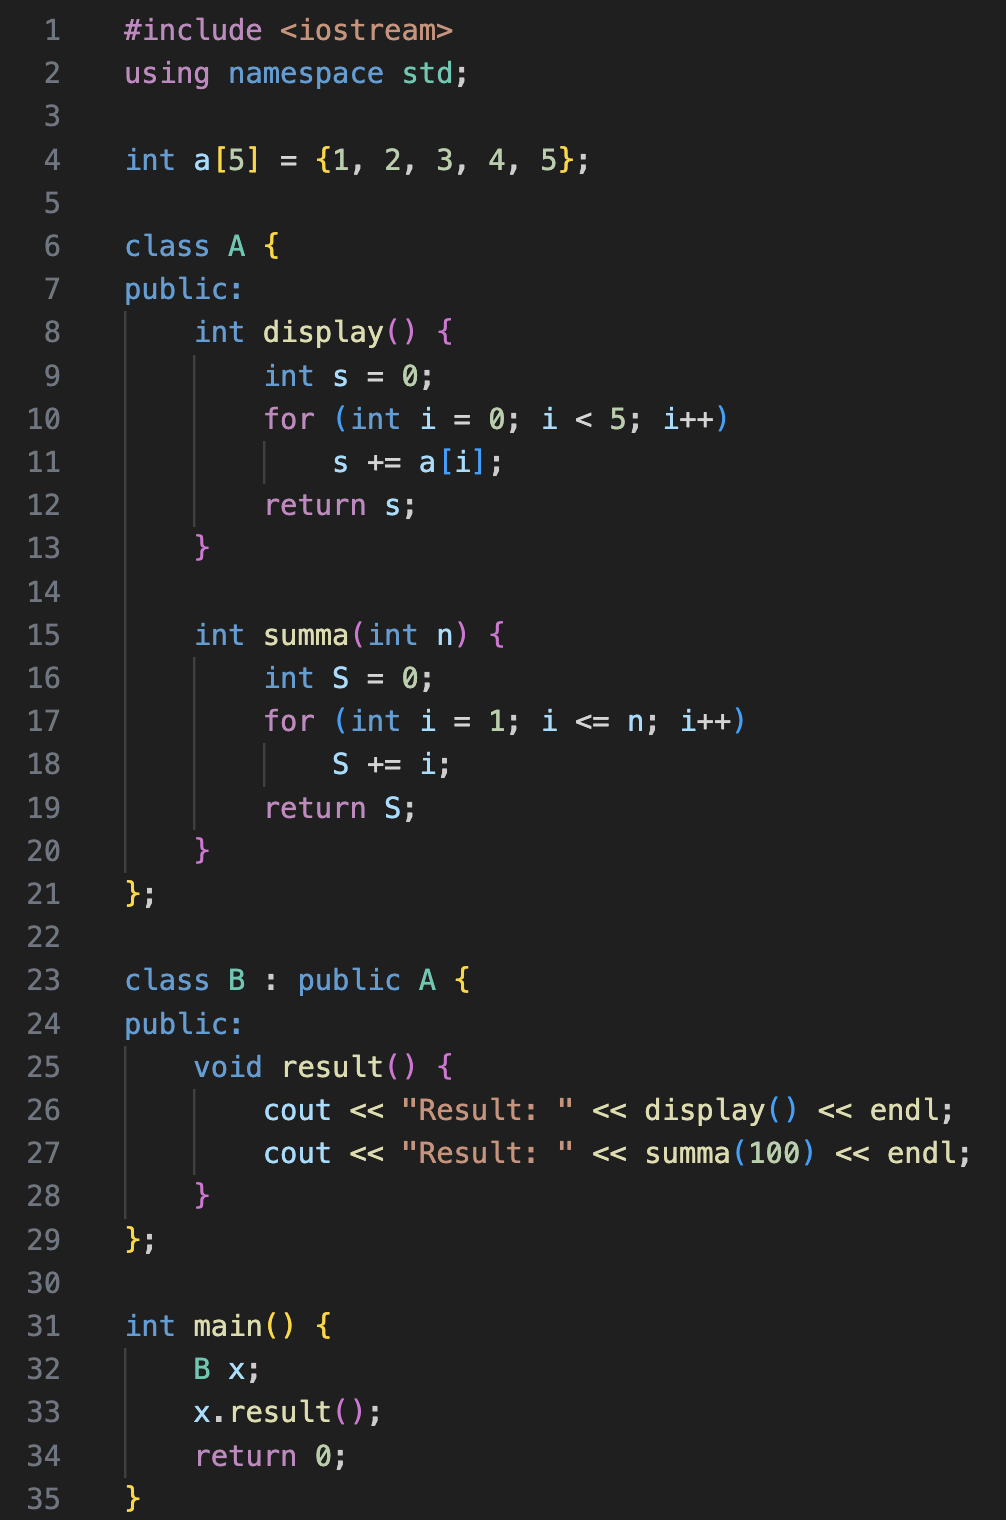 1 #include <iostream>
2 using namespace std;
3
4 int a[5] = {1, 2, 3, 4, 5};
5
6 class A {
7 public:
8     int display() {
9         int s = 0;
10         for (int i = 0; i < 5; i++)
11             s += a[i];
12         return s;
13     }
14
15     int summa(int n) {
16         int S = 0;
17         for (int i = 1; i <= n; i++)
18             S += i;
19         return S;
20     }
21 };
22
23 class B : public A {
24 public:
25     void result() {
26         cout << "Result: " << display() << endl;
27         cout << "Result: " << summa(100) << endl;
28     }
29 };
30
31 int main() {
32     B x;
33     x.result();
34     return 0;
35 }